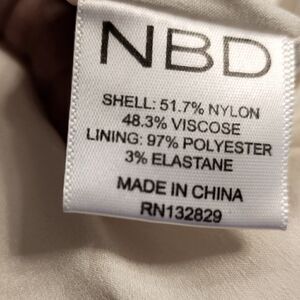 NBD
SHELL: 51.7% NYLON
48.3% VISCOSE
LINING: 97% POLYESTER
3% ELASTANE
MADE IN CHINA
RN132829